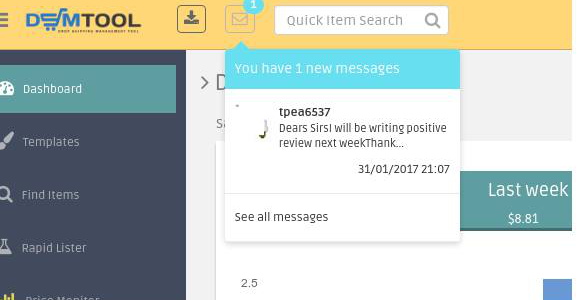 DSMTOOL
DROP SHIPPING MANAGEMENT TOOL
1
Quick Item Search
You have 1 new messages
Dashboard
tpea6537
Dears SirsI will be writing positive
review next weekThank...
31/01/2017 21:07
Templates
Find Items
Last week
$8.81
See all messages
Rapid Lister
2.5
Price Monitor